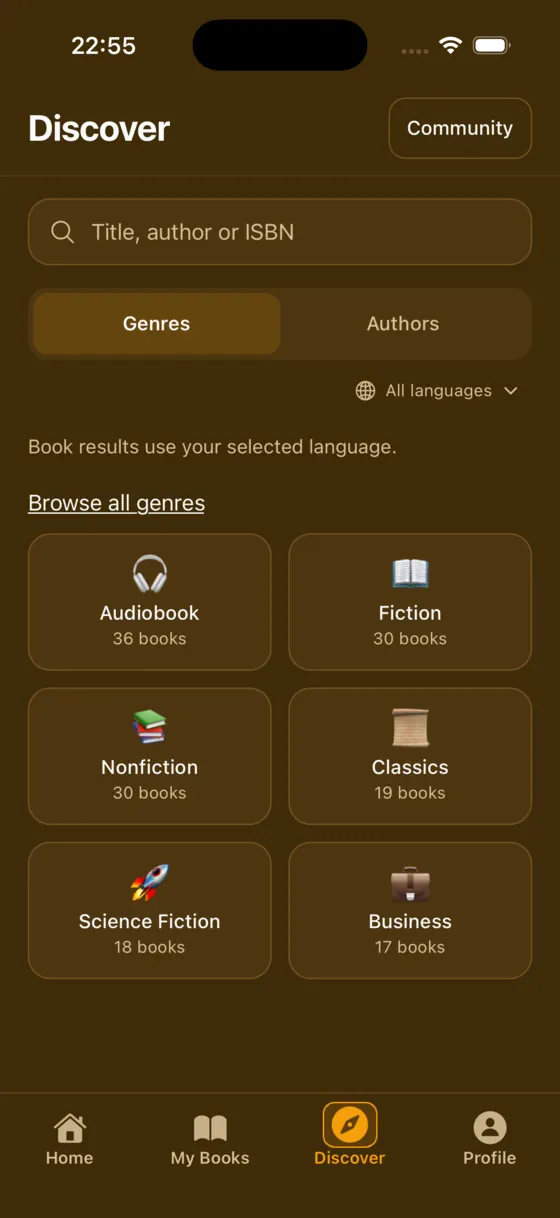 22:55
Discover
Community
Title, author or ISBN
Genres
Authors
All languages
Book results use your selected language.
Browse all genres
Audiobook
36 books
Fiction
30 books
Nonfiction
30 books
Classics
19 books
Science Fiction
18 books
Business
17 books
Home
My Books
Discover
Profile